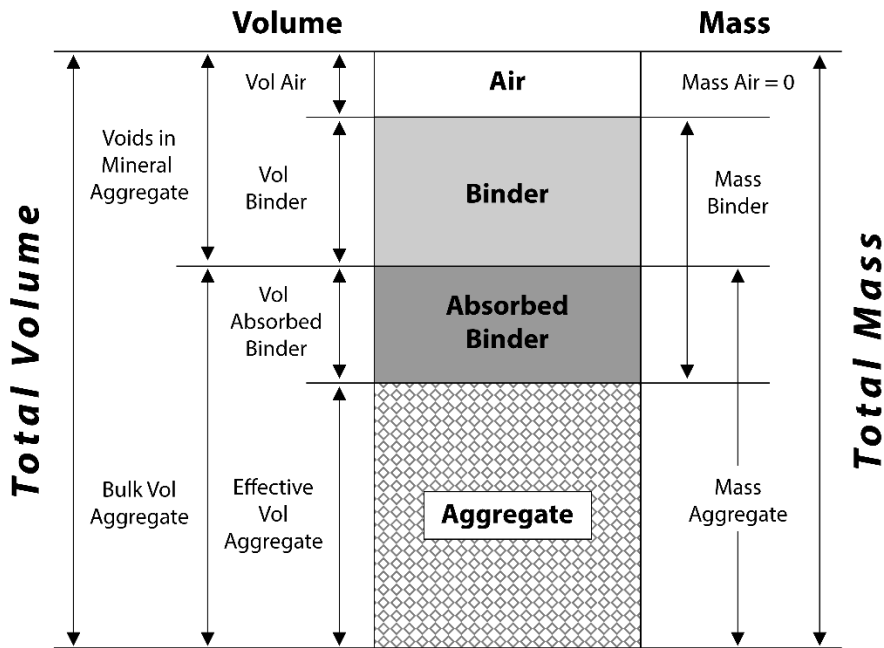 Volume
Mass
Total Volume
Voids in
Mineral
Aggregate
Bulk Vol
Aggregate
Vol Air
Vol
Binder
Vol
Absorbed
Binder
Effective
Vol
Aggregate
Air
Binder
Absorbed
Binder
Aggregate
Mass Air = 0
Mass
Binder
Mass
Aggregate
Total Mass